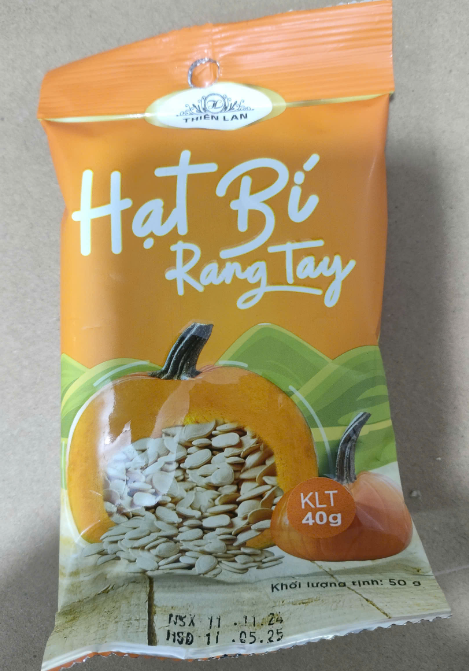 THIÊN LAN
Hạt Bí
Rang Tay
KLT
40g
Khối lượng tịnh: 50 g
NSX 11 .11.24
HSD 11 .05.25